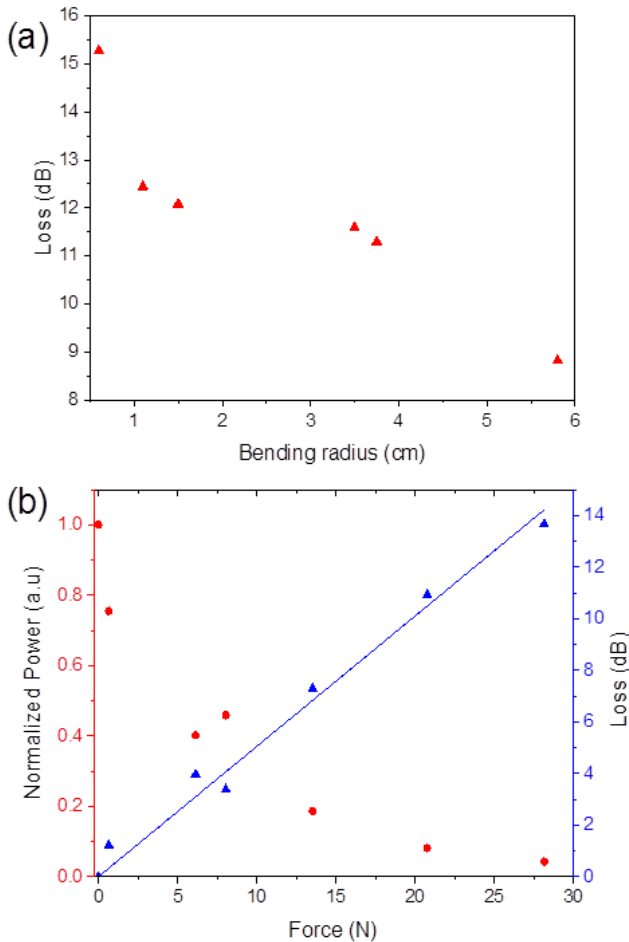 (a)
16
15
14
13
12
11
10
9
8
Loss (dB)
1 2 3 4 5 6
Bending radius (cm)
(b)
1.0
0.8
0.6
0.4
0.2
0.0
Normalized Power (a.u)
14
12
10
8
6
4
2
0
Loss (dB)
0 5 10 15 20 25 30
Force (N)